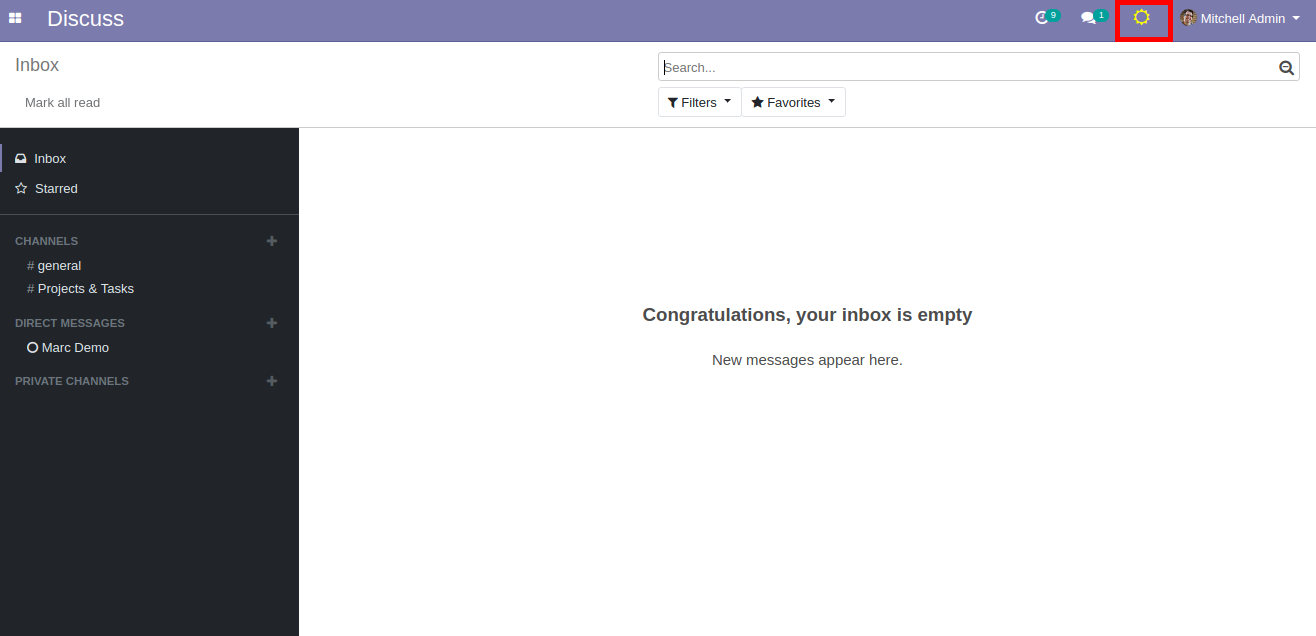 Discuss
9
1
Mitchell Admin
Inbox
Search...
Mark all read
Filters
Favorites
Inbox
Starred
CHANNELS
# general
# Projects & Tasks
DIRECT MESSAGES
Marc Demo
PRIVATE CHANNELS
Congratulations, your inbox is empty
New messages appear here.